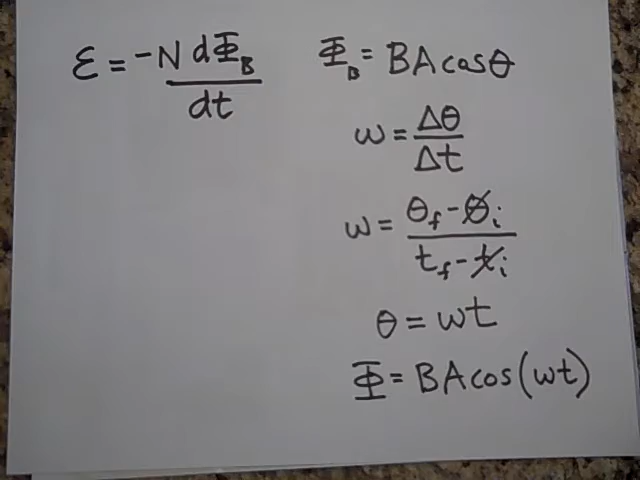 ε = -N dΦ_B / dt
Φ_B = BA cosθ
ω = Δθ / Δt
ω = θ_f - θ_i / t_f - t_i
θ = ωt
Φ = BA cos(ωt)